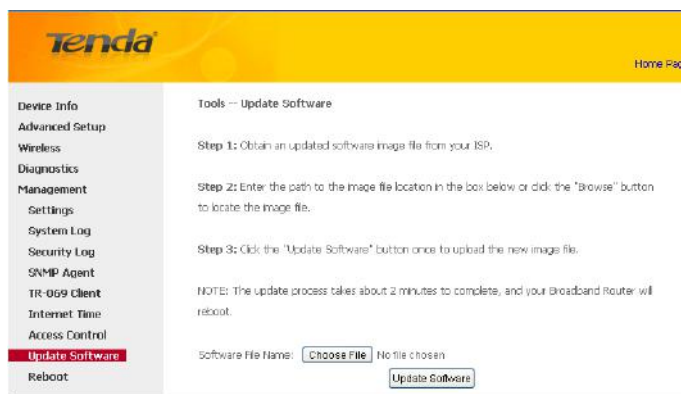 Tenda
Home Pag
Device Info
Advanced Setup
Wireless
Diagnostics
Management
Settings
System Log
Security Log
SNMP Agent
TR-069 Client
Internet Time
Access Control
Update Software
Reboot
Tools -- Update Software
Step 1: Obtain an updated software image file from your ISP.
Step 2: Enter the path to the image file location in the box below or click the "Browse" button
to locate the image file.
Step 3: Click the "Update Software" button once to upload the new image file.
NOTE: The update process takes about 2 minutes to complete, and your Broadband Router will
reboot.
Software File Name: Choose File No file chosen
Update Software